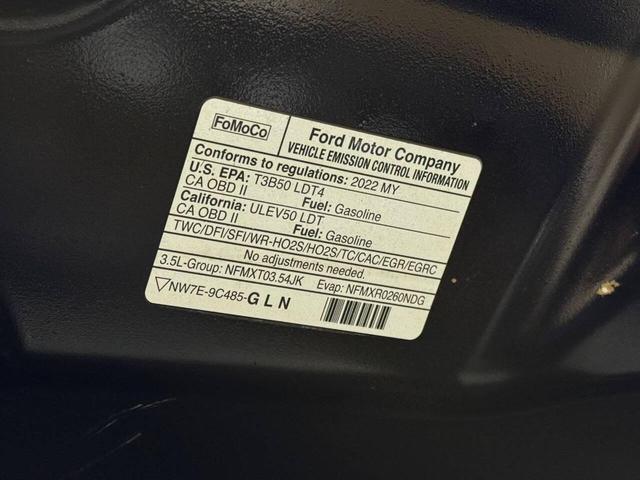 FoMoCo
Ford Motor Company
VEHICLE EMISSION CONTROL INFORMATION
Conforms to regulations: 2022 MY
U.S. EPA: T3B50 LDT4
CA OBD II Fuel: Gasoline
California: ULEV50 LDT
CA OBD II Fuel: Gasoline
TWC/DFI/SFI/WR-HO2S/HO2S/TC/CAC/EGR/EGRC
No adjustments needed.
3.5L-Group: NFMXT03.54JK Evap: NFMXR0260NDG
NW7E-9C485-GLN